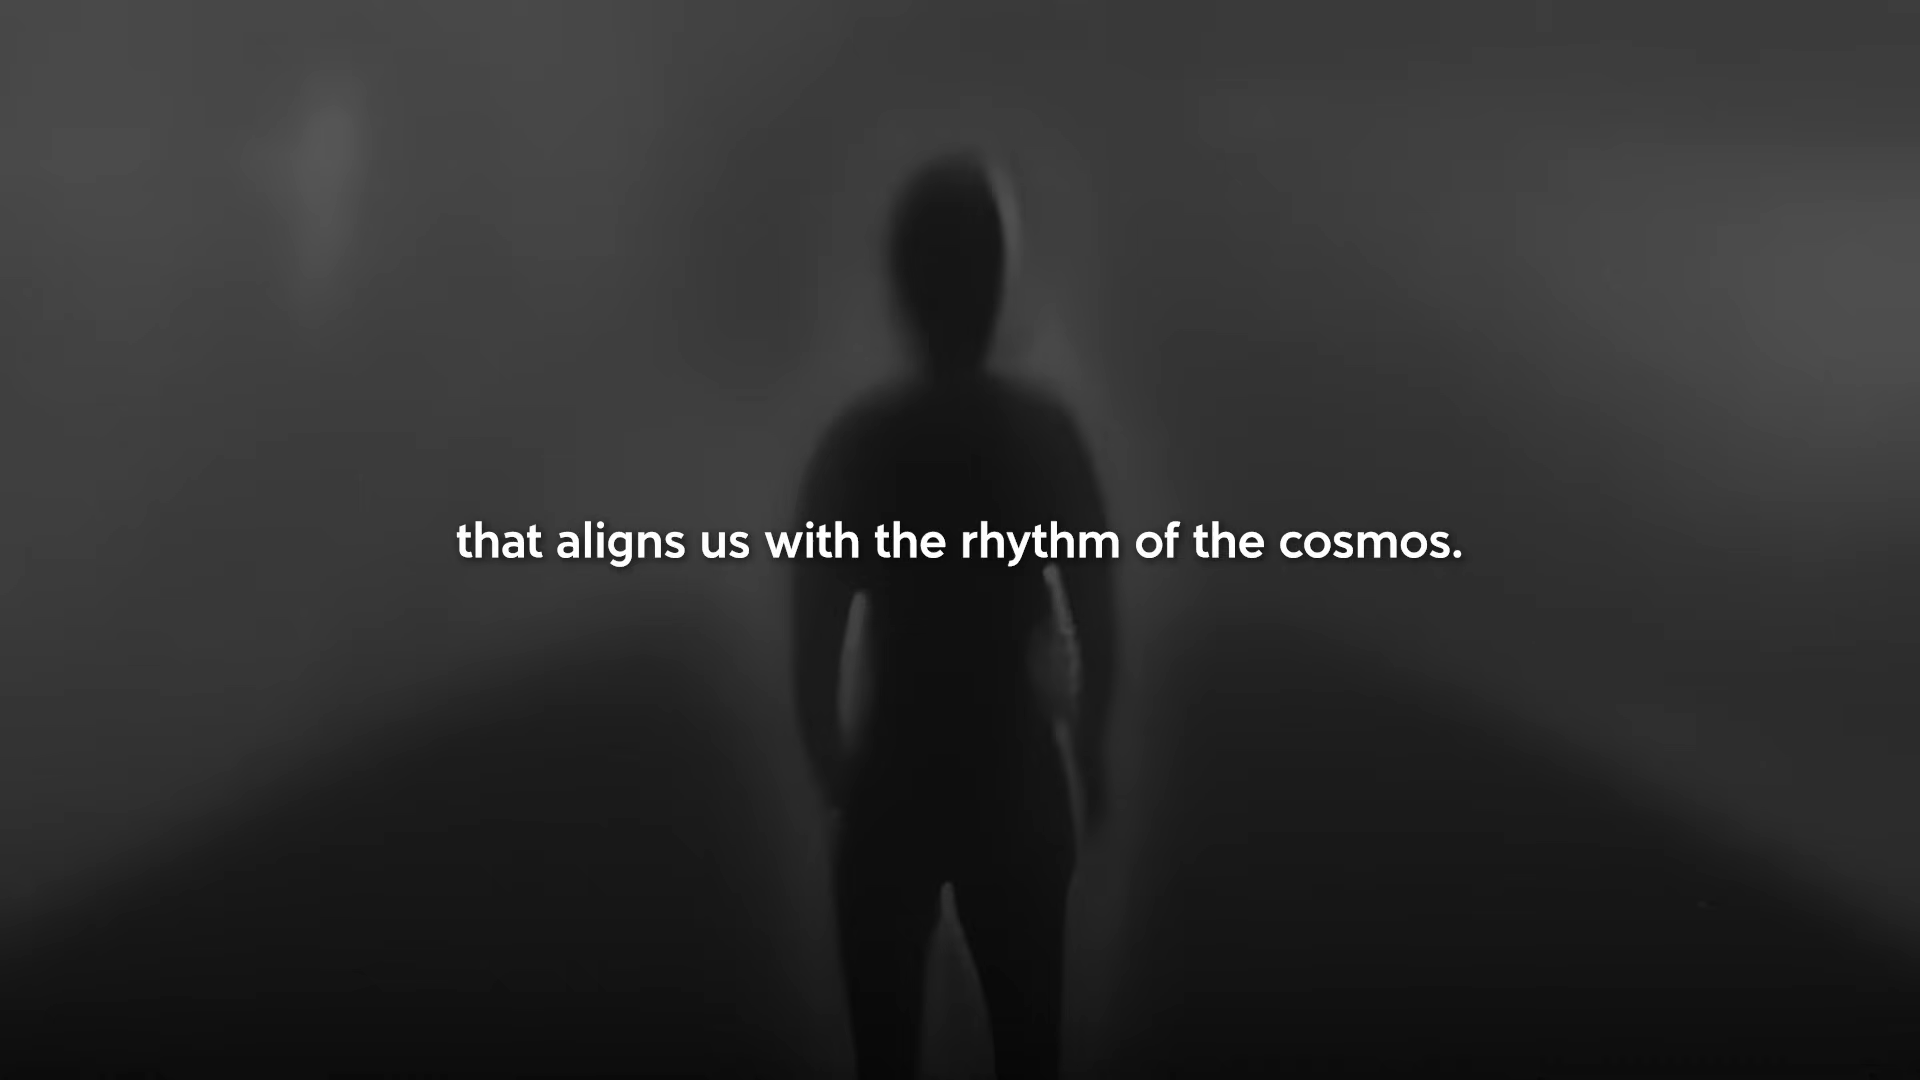 that aligns us with the rhythm of the cosmos.